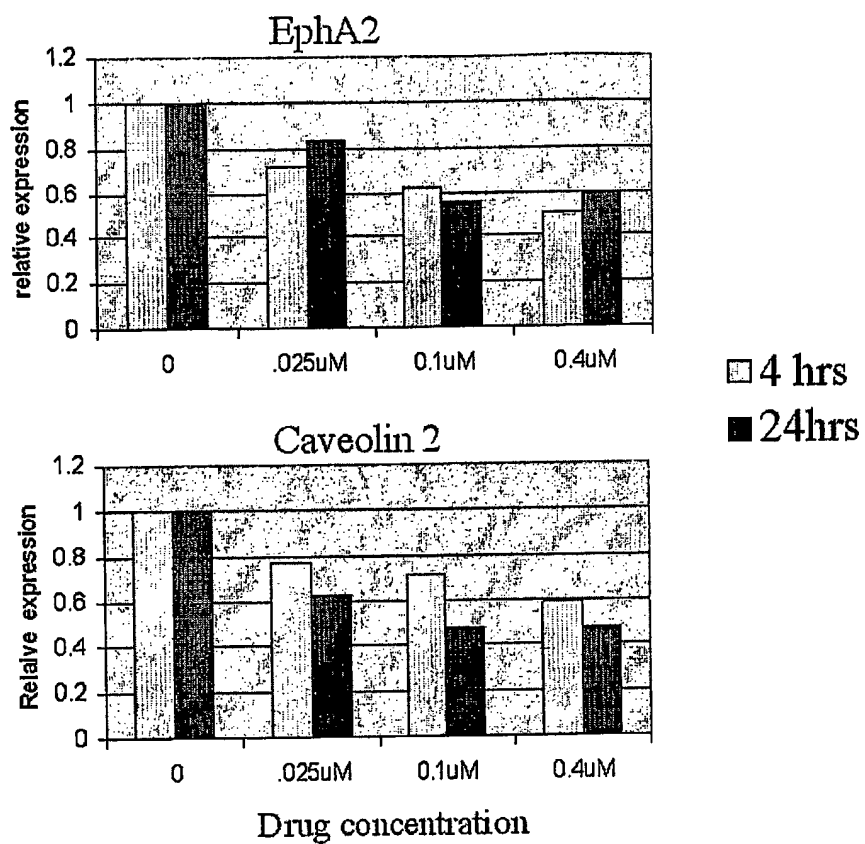 EphA2
1.2
1
0.8
0.6
0.4
0.2
0
relative expression
0 .025uM 0.1uM 0.4uM
4 hrs
24hrs
Caveolin 2
1.2
1
0.8
0.6
0.4
0.2
0
Relalve expression
0 .025uM 0.1uM 0.4uM
Drug concentration